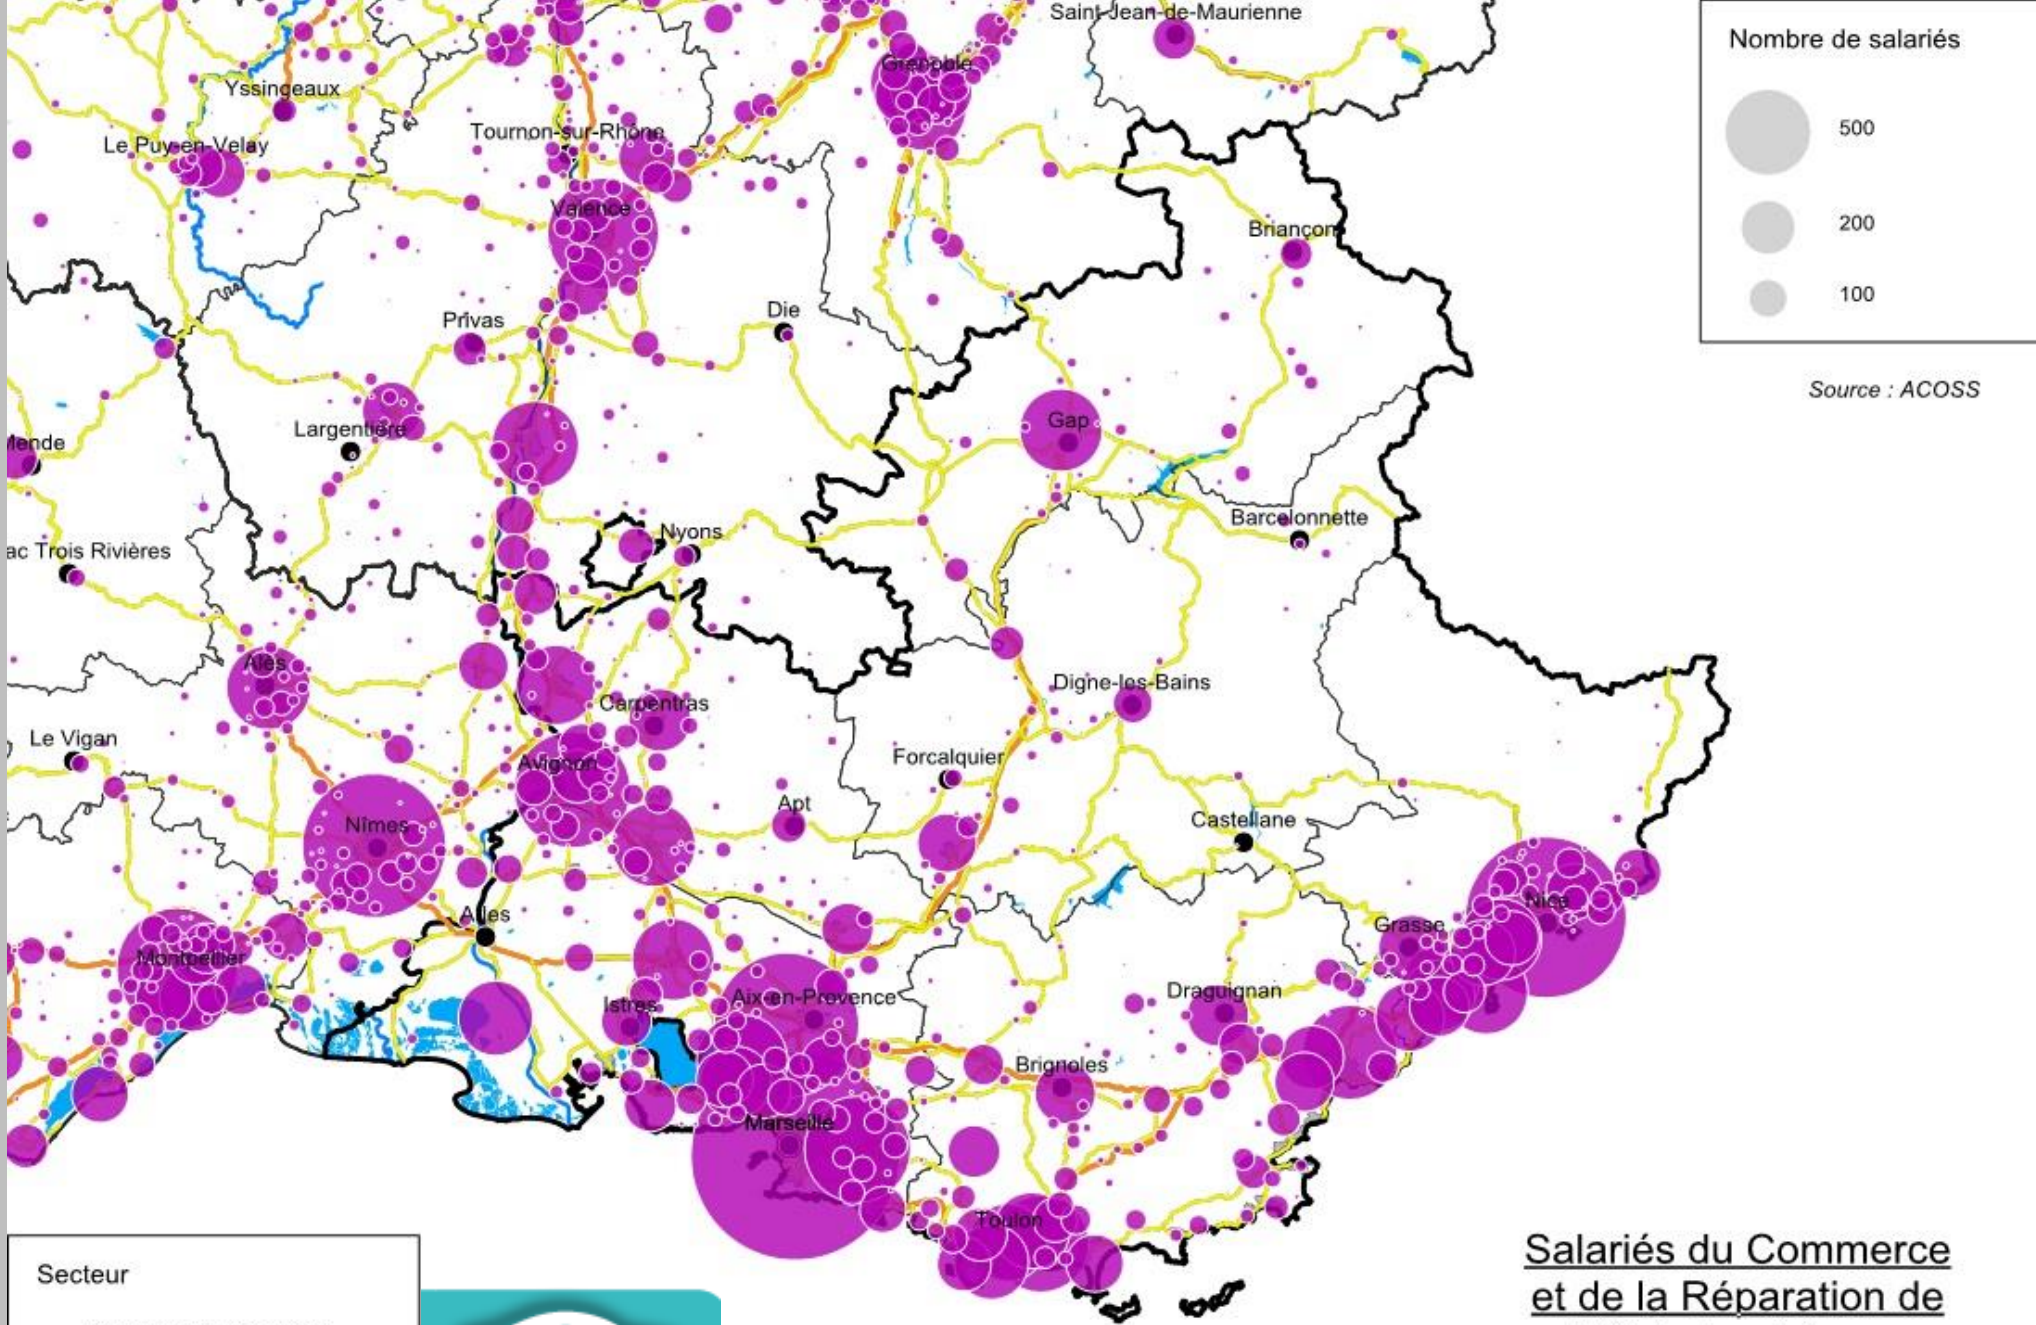 Saint-Jean-de-Maurienne
Nombre de salariés
Grenoble
Yssingeaux
500
Tournon-sur-Rhône
Le Puy-en-Velay
Valence
Briançon
200
100
Die
Privas
Source : ACOSS
Gap
Largentière
Mende
Barcelonnette
Nyons
ac Trois Rivières
Alès
Digne-les-Bains
Carpentras
Le Vigan
Forcalquier
Avignon
Apt
Castellane
Nîmes
Nice
Arles
Grasse
Montpellier
Draguignan
Aix-en-Provence
Istres
Brignoles
Marseille
Toulon
Salariés du Commerce
et de la Réparation de
Secteur